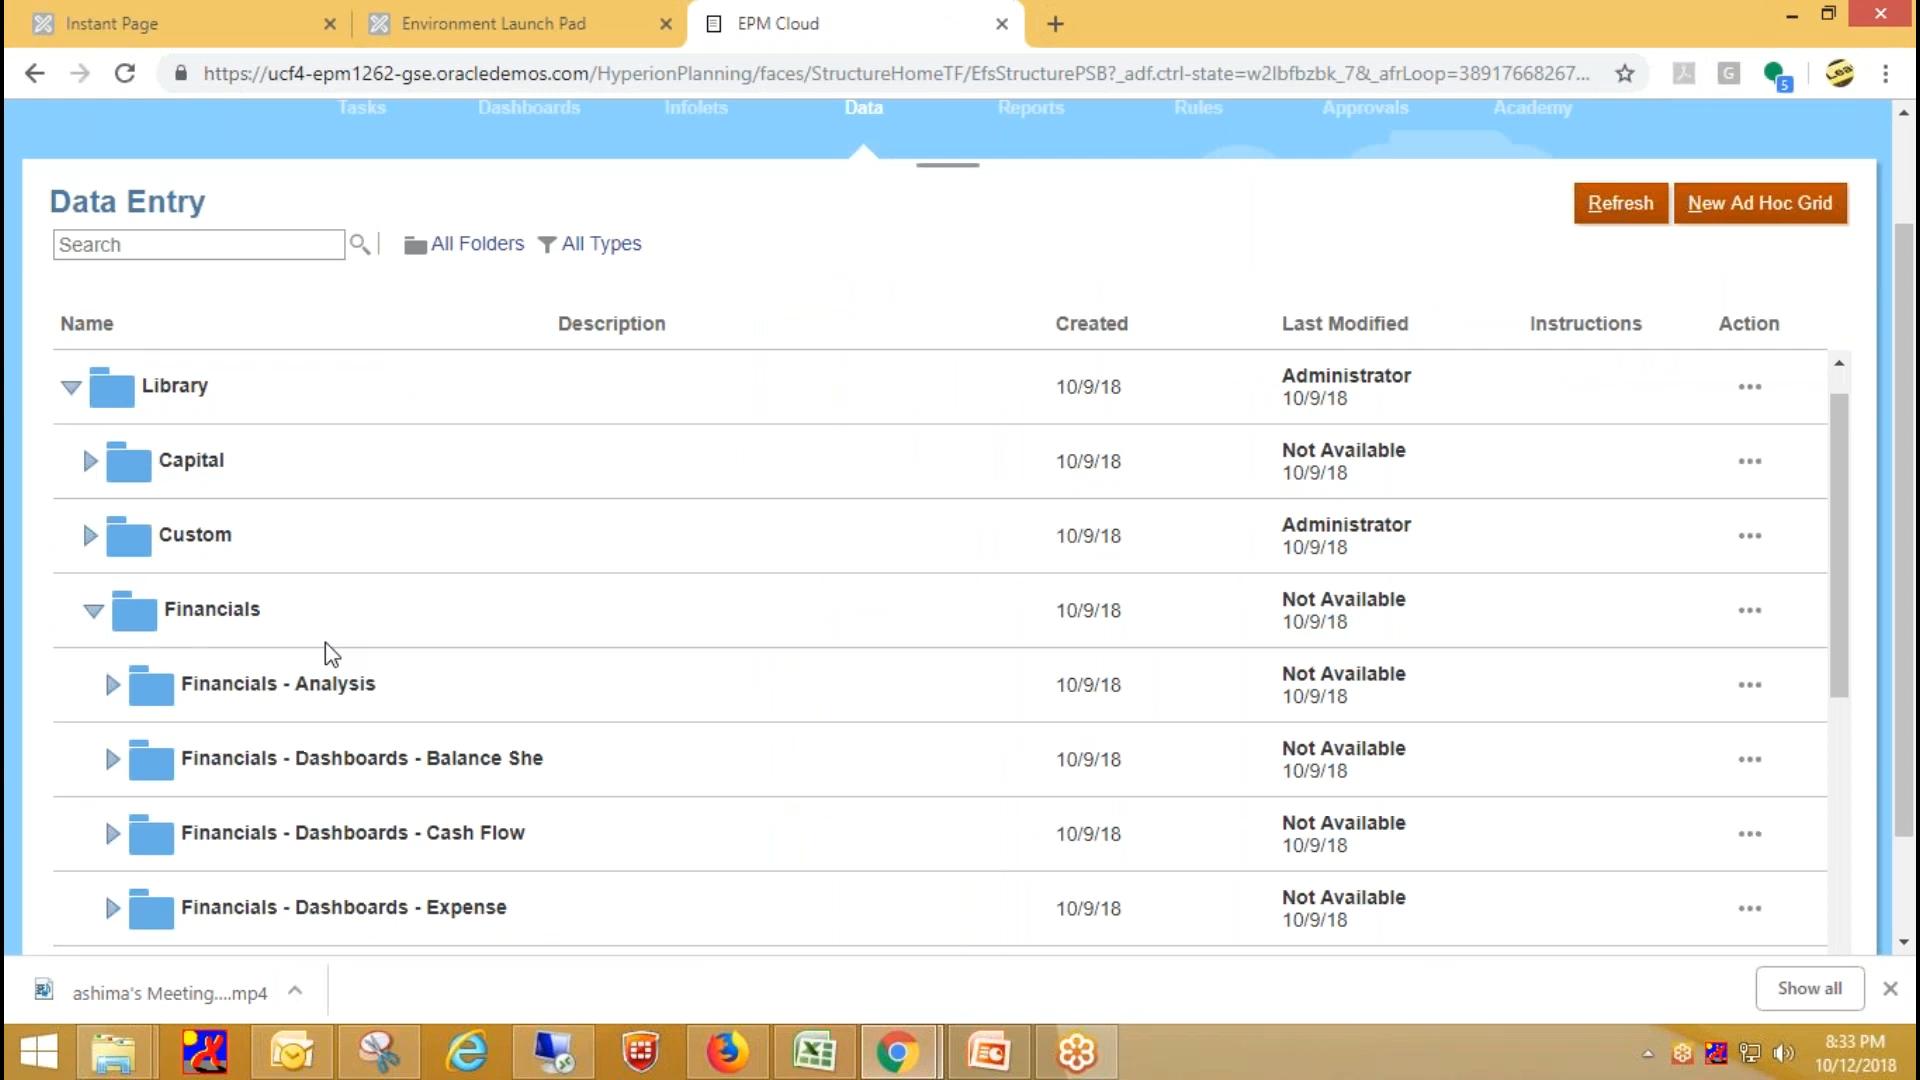 Instant Page
Environment Launch Pad
EPM Cloud
https://ucf4-epm1262-gse.oracledemos.com/HyperionPlanning/faces/StructureHomeTF/EfsStructurePSB?_adf.ctrl-state=w2lbfbzbk_7&_afrLoop=38917668267...
G
5
Tasks Dashboards Infolets Data Reports Rules Approvals Academy
Data Entry
Refresh New Ad Hoc Grid
Search
All Folders All Types
Name Description Created Last Modified Instructions Action
Library 10/9/18 Administrator
10/9/18
Capital 10/9/18 Not Available
10/9/18
Custom 10/9/18 Administrator
10/9/18
Financials 10/9/18 Not Available
10/9/18
Financials - Analysis 10/9/18 Not Available
10/9/18
Financials - Dashboards - Balance She 10/9/18 Not Available
10/9/18
Financials - Dashboards - Cash Flow 10/9/18 Not Available
10/9/18
Financials - Dashboards - Expense 10/9/18 Not Available
10/9/18
ashima's Meeting....mp4
Show all
8:33 PM
10/12/2018